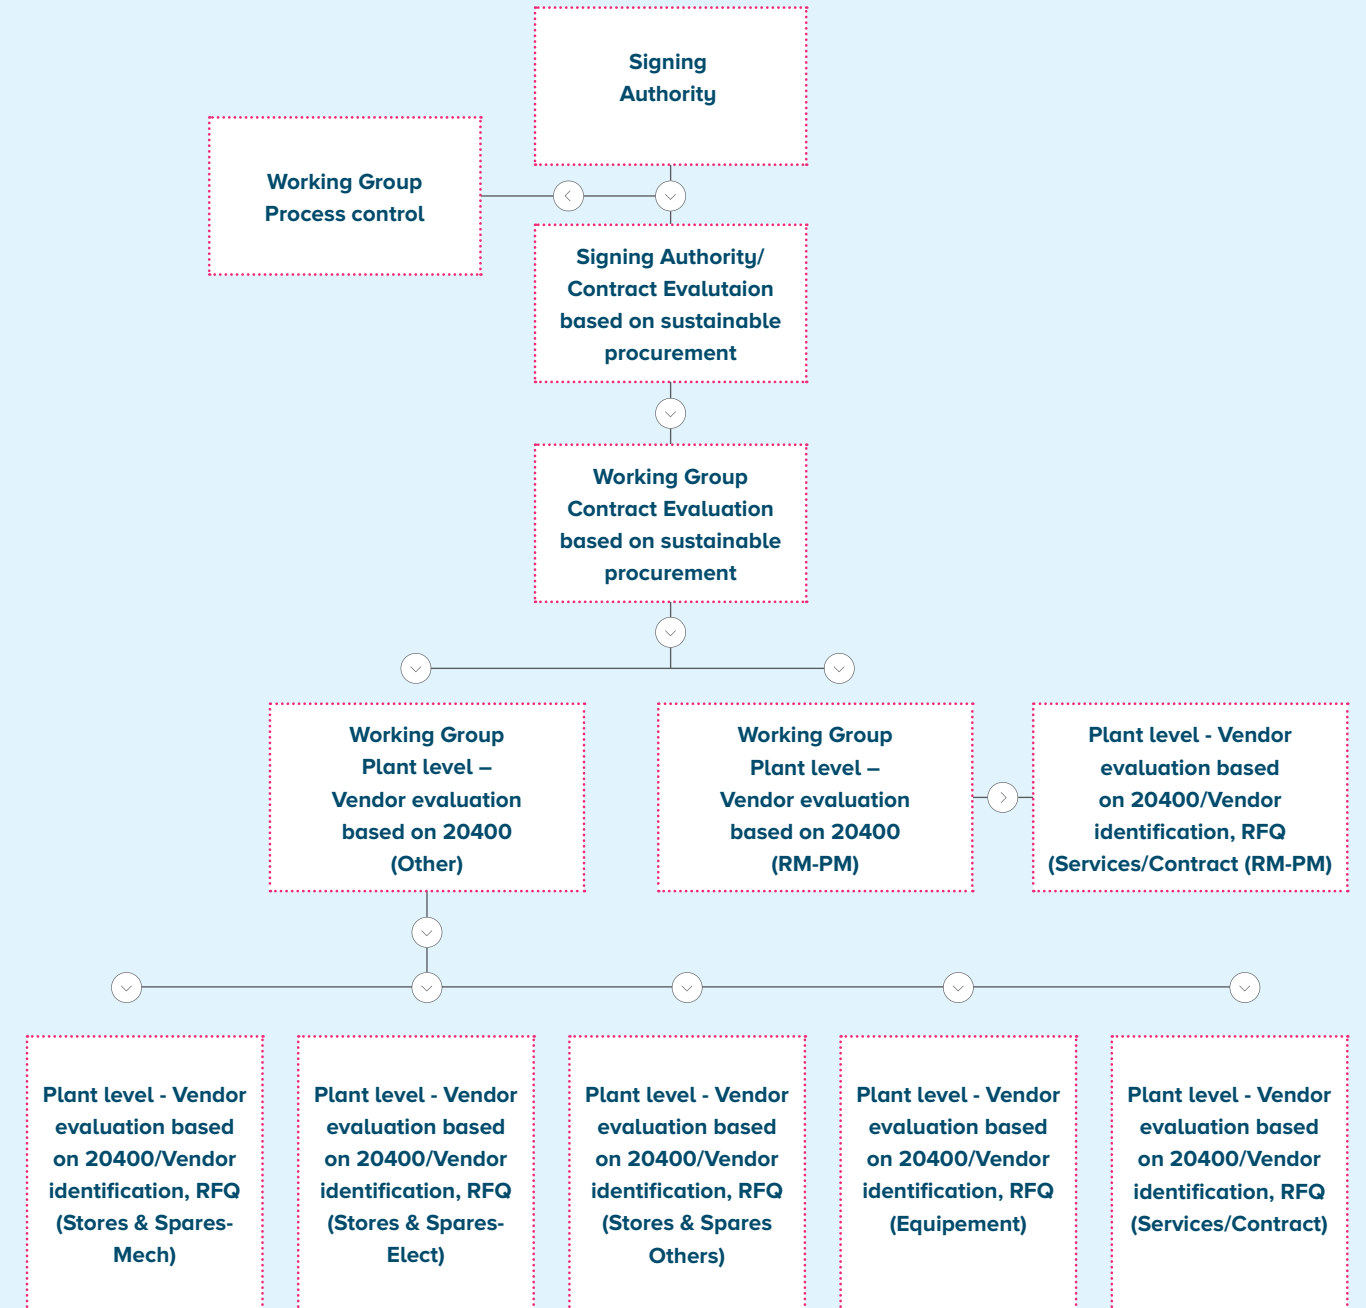 Signing
Authority
Working Group
Process control
Signing Authority/
Contract Evalutaion
based on sustainable
procurement
Working Group
Contract Evaluation
based on sustainable
procurement
Working Group
Plant level –
Vendor evaluation
based on 20400
(Other)
Working Group
Plant level –
Vendor evaluation
based on 20400
(RM-PM)
Plant level - Vendor
evaluation based
on 20400/Vendor
identification, RFQ
(Services/Contract (RM-PM)
Plant level - Vendor
evaluation based
on 20400/Vendor
identification, RFQ
(Stores & Spares-
Mech)
Plant level - Vendor
evaluation based
on 20400/Vendor
identification, RFQ
(Stores & Spares-
Elect)
Plant level - Vendor
evaluation based
on 20400/Vendor
identification, RFQ
(Stores & Spares
Others)
Plant level - Vendor
evaluation based
on 20400/Vendor
identification, RFQ
(Equipement)
Plant level - Vendor
evaluation based
on 20400/Vendor
identification, RFQ
(Services/Contract)